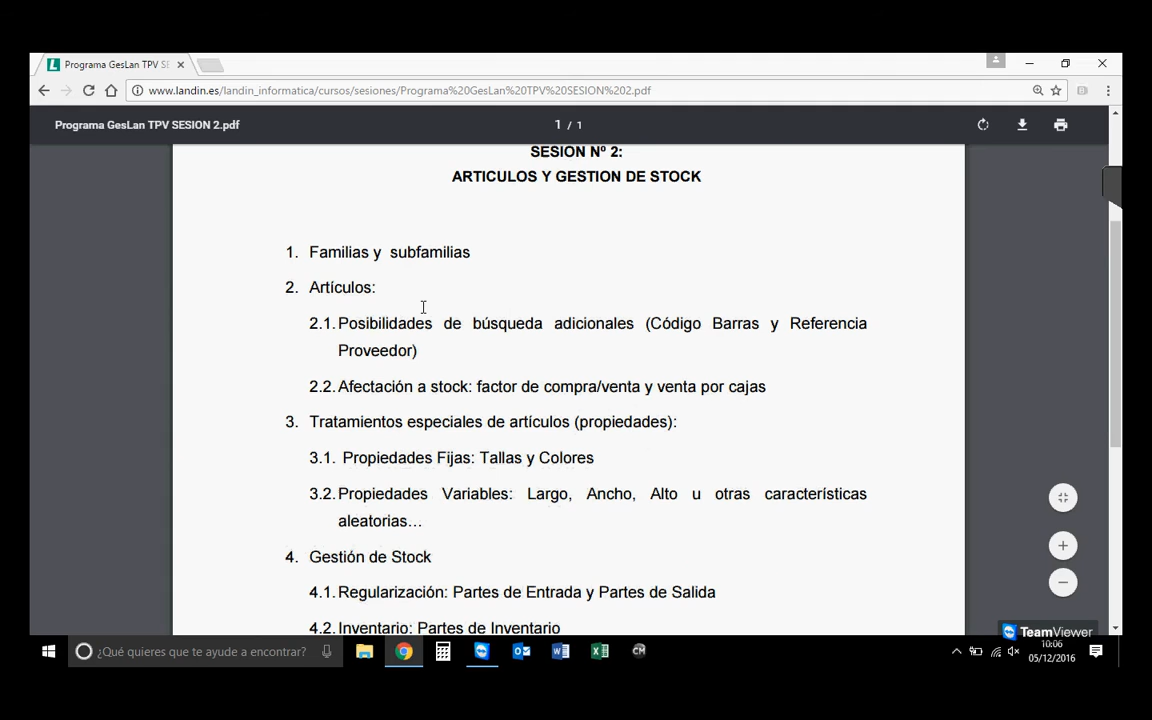 Programa GesLan TPV SE
www.landin.es/landin_informatica/cursos/sesiones/Programa%20GesLan%20TPV%20SESION%202.pdf
Programa GesLan TPV SESION 2.pdf
1 / 1
SESION Nº 2:
ARTICULOS Y GESTION DE STOCK
1. Familias y subfamilias
2. Artículos:
2.1. Posibilidades de búsqueda adicionales (Código Barras y Referencia
Proveedor)
2.2. Afectación a stock: factor de compra/venta y venta por cajas
3. Tratamientos especiales de artículos (propiedades):
3.1. Propiedades Fijas: Tallas y Colores
3.2. Propiedades Variables: Largo, Ancho, Alto u otras características
aleatorias…
4. Gestión de Stock
4.1. Regularización: Partes de Entrada y Partes de Salida
4.2. Inventario: Partes de Inventario
TeamViewer
¿Qué quieres que te ayude a encontrar?
10:06
05/12/2016